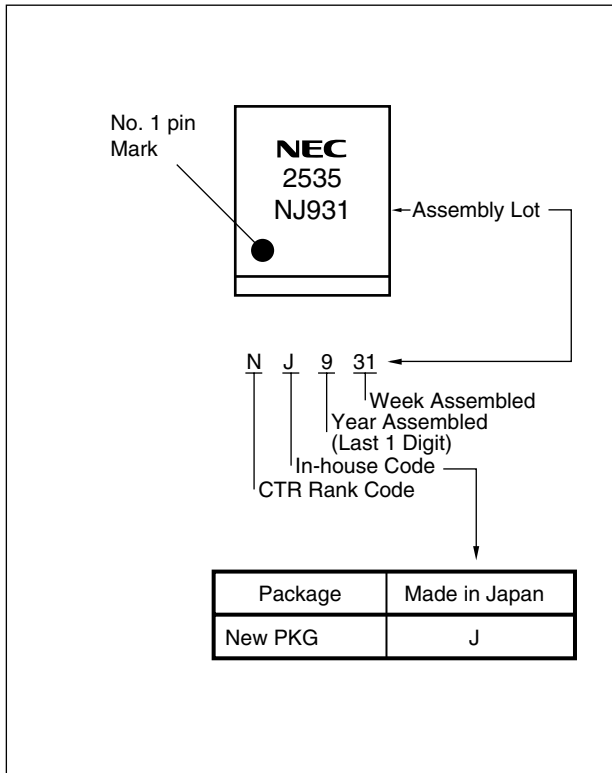 No. 1 pin
Mark
NEC
2535
NJ931
Assembly Lot
N J 9 31
Week Assembled
Year Assembled
(Last 1 Digit)
In-house Code
CTR Rank Code
Package Made in Japan
New PKG J